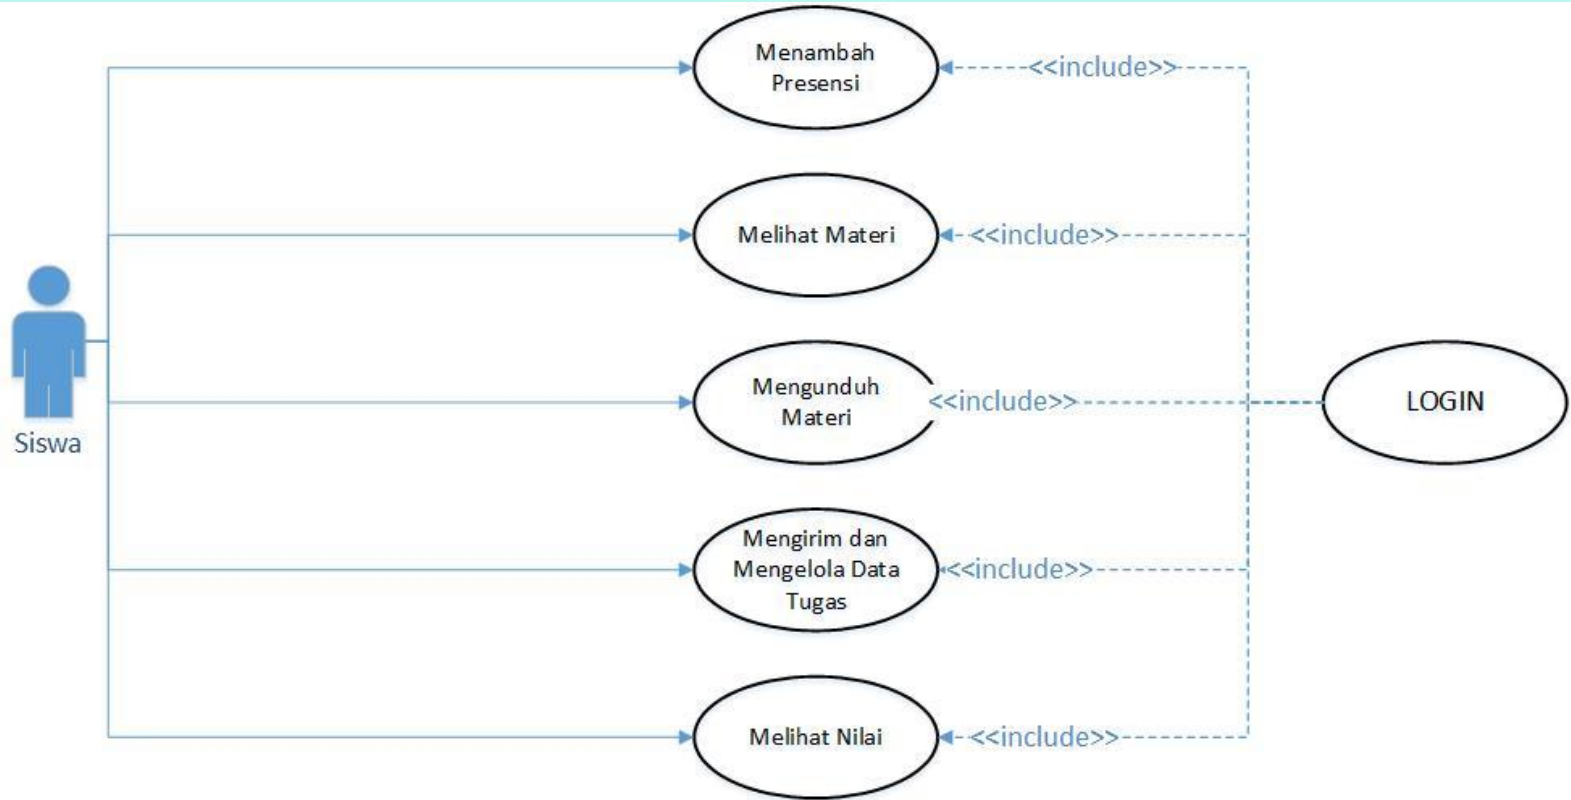 Menambah
Presensi
<<include>>
Melihat Materi
<<include>>
Siswa
Mengunduh
Materi
<<include>>
LOGIN
Mengirim dan
Mengelola Data
Tugas
<<include>>
Melihat Nilai
<<include>>